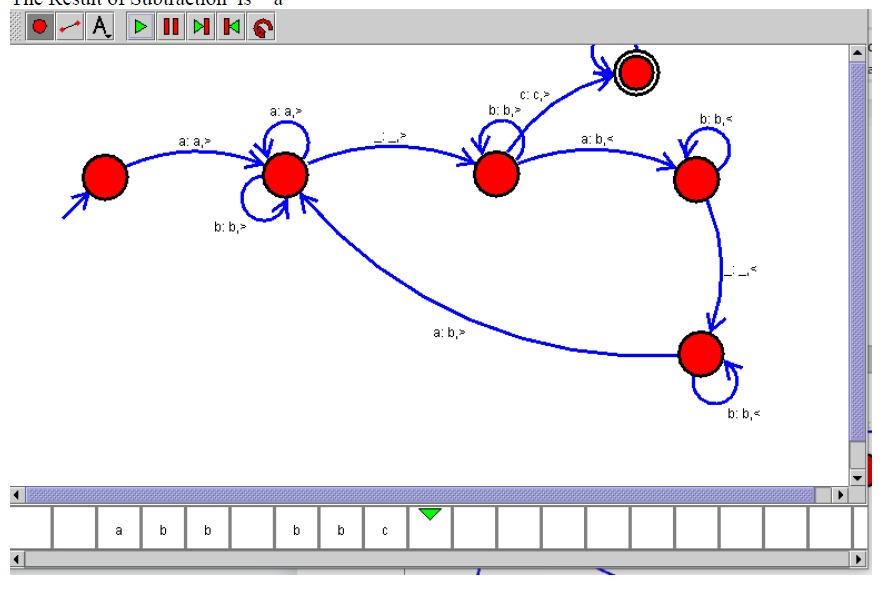 The Result of Subtraction is "a"
A
c: c,>
a: a,>
b: b,>
b: b,<
a: a,>
_: _,>
a: b,<
b: b,>
_: _,<
a: b,>
b: b,<
a b b b b c